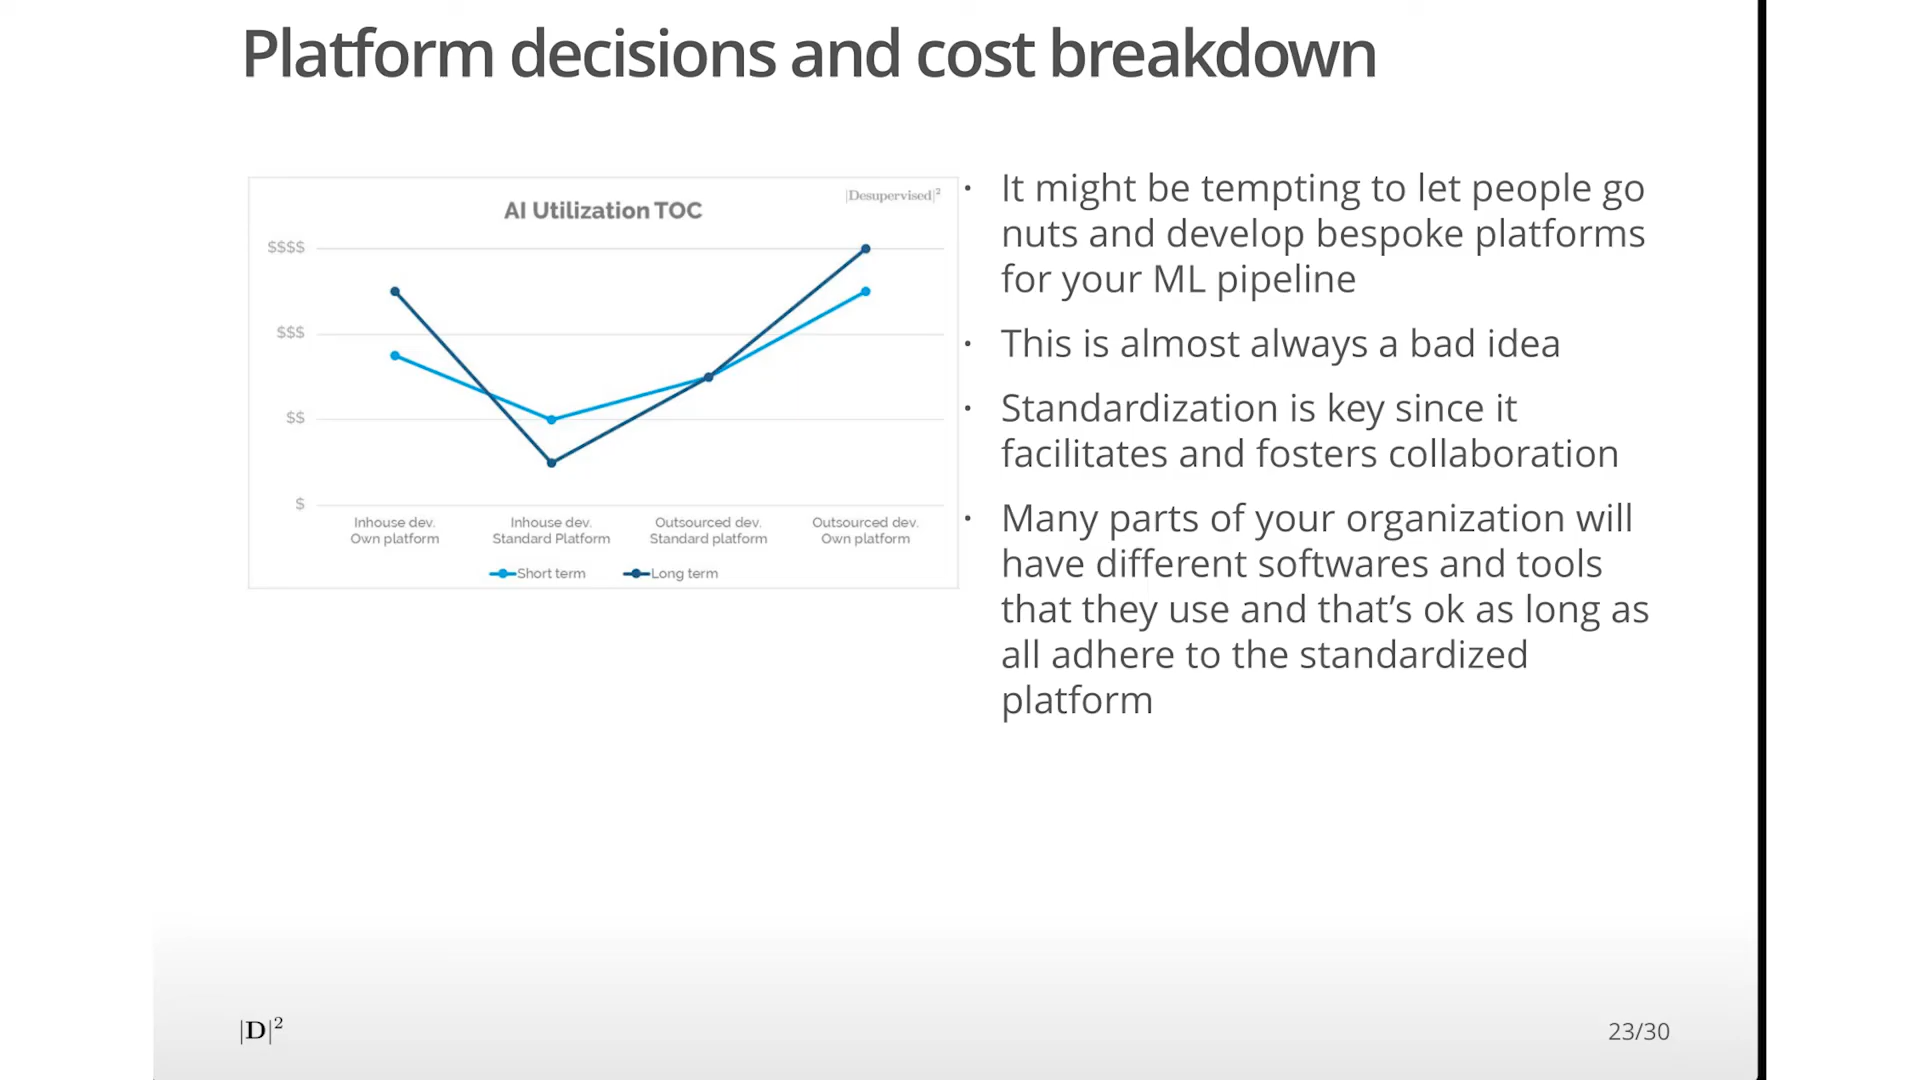 Platform decisions and cost breakdown
AI Utilization TOC
|Desupervised|²
$$$$
$$$
$$
$
Inhouse dev.
Own platform
Inhouse dev.
Standard Platform
Outsourced dev.
Standard platform
Outsourced dev.
Own platform
Short term
Long term
· It might be tempting to let people go
nuts and develop bespoke platforms
for your ML pipeline
· This is almost always a bad idea
· Standardization is key since it
facilitates and fosters collaboration
· Many parts of your organization will
have different softwares and tools
that they use and that’s ok as long as
all adhere to the standardized
platform
|D|²
23/30